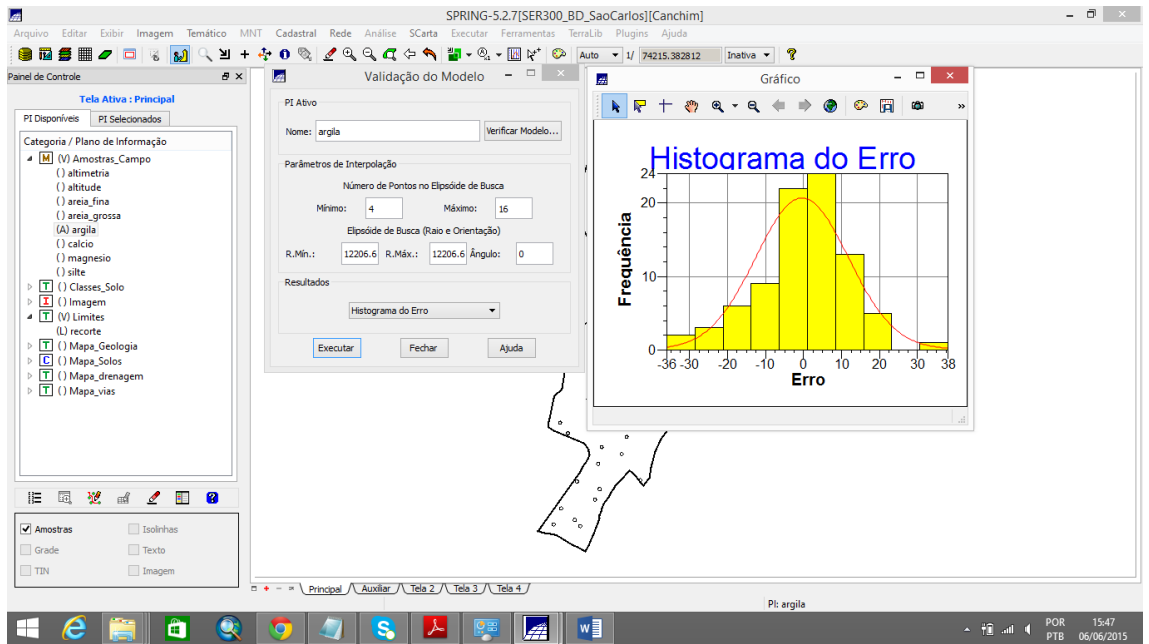 SPRING-5.2.7[SER300_BD_SaoCarlos][Canchim]
Arquivo Editar Exibir Imagem Temático MNT Cadastral Rede Análise SCarta Executar Ferramentas TerraLib Plugins Ajuda
Auto 1/ 74215.382812 Inativa
Painel de Controle
Tela Ativa : Principal
PI Disponíveis PI Selecionados
Categoria / Plano de Informação
M (V) Amostras_Campo
( ) altimetria
( ) altitude
( ) areia_fina
( ) areia_grossa
(A) argila
( ) calcio
( ) magnesio
( ) silte
T ( ) Classes_Solo
I ( ) Imagem
T (V) Limites
(L) recorte
T ( ) Mapa_Geologia
C ( ) Mapa_Solos
T ( ) Mapa_drenagem
T ( ) Mapa_vias
Amostras Isolinhas
Grade Texto
TIN Imagem
Validação do Modelo
PI Ativo
Nome: argila Verificar Modelo...
Parâmetros de Interpolação
Número de Pontos no Elipsóide de Busca
Mínimo: 4 Máximo: 16
Elipsóide de Busca (Raio e Orientação)
R.Mín.: 12206.6 R.Máx.: 12206.6 Ângulo: 0
Resultados
Histograma do Erro
Executar Fechar Ajuda
Gráfico
»
Histograma do Erro
24
20
10
0
Frequência
-36 -30 -20 -10 0 10 20 30 38
Erro
Principal Auxiliar Tela 2 Tela 3 Tela 4
PI: argila
POR 15:47
PTB 06/06/2015